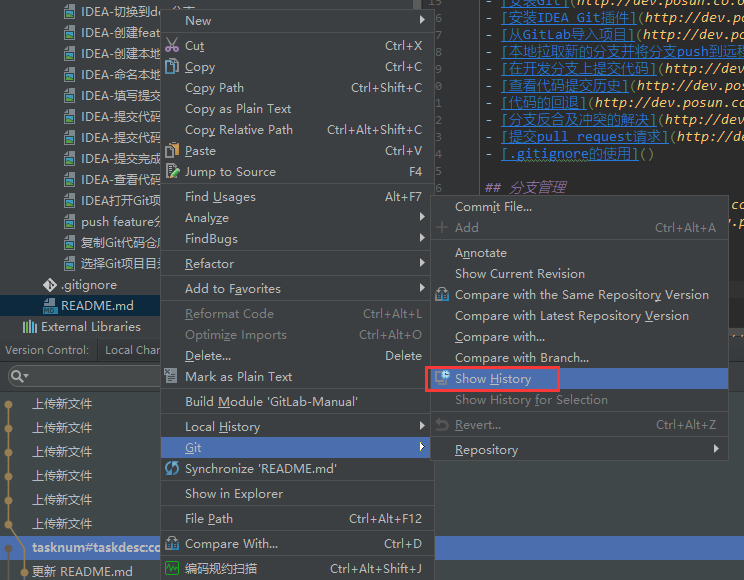 IDEA-切换到de
IDEA-创建feat
IDEA-创建本地
IDEA-命名本地
IDEA-填写提交
IDEA-提交代码
IDEA-提交代码
IDEA-提交完成
IDEA-查看代码
IDEA打开Git项
push feature分
复制Git代码仓
选择Git项目目
.gitignore
README.md
External Libraries
Version Control:
Local Char
上传新文件
上传新文件
上传新文件
上传新文件
上传新文件
上传新文件
tasknum#taskdesc:co
更新 README.md
New
Cut Ctrl+X
Copy Ctrl+C
Copy Path Ctrl+Shift+C
Copy as Plain Text
Copy Relative Path Ctrl+Alt+Shift+C
Paste Ctrl+V
Jump to Source F4
Find Usages Alt+F7
Analyze
FindBugs
Refactor
Add to Favorites
Reformat Code Ctrl+Alt+L
Optimize Imports Ctrl+Alt+O
Delete... Delete
Mark as Plain Text
Build Module 'GitLab-Manual'
Local History
Git
Synchronize 'README.md'
Show in Explorer
File Path Ctrl+Alt+F12
Compare With... Ctrl+D
编码规约扫描 Ctrl+Alt+Shift+J
- [安装Git](http://dev.posun.co.
- [安装IDEA Git插件](http://dev.po
- [从GitLab导入项目](http://dev.pos
- [本地拉取新的分支并将分支push到远程
- [在开发分支上提交代码](http://dev
- [查看代码提交历史](http://dev.posu
- [代码的回退](http://dev.posun.co
- [分支反合及冲突的解决](http://dev
- [提交pull request请求](http://de
- [.gitignore的使用]()
## 分支管理
Commit File...
Add Ctrl+Alt+A
Annotate
Show Current Revision
Compare with the Same Repository Version
Compare with Latest Repository Version
Compare with...
Compare with Branch...
Show History
Show History for Selection
Revert... Ctrl+Alt+Z
Repository